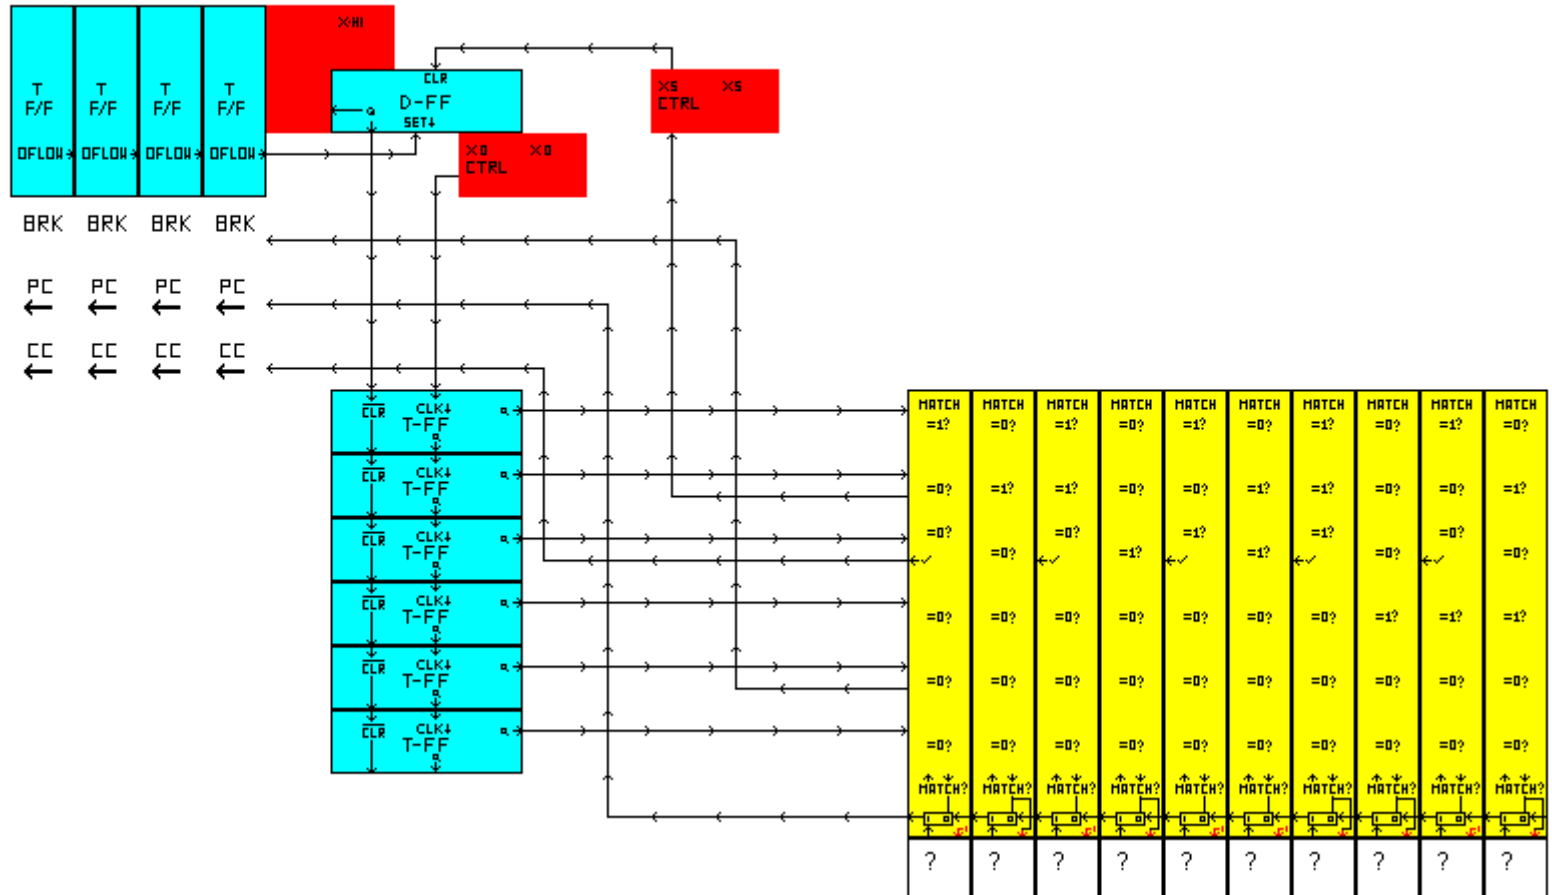 X-HI
T T T T
F/F F/F F/F F/F
OFLOW OFLOW OFLOW OFLOW
CLR
D-FF
Q
SET↓
X5 X5
CTRL
X0 X0
CTRL
BRK BRK BRK BRK
PC PC PC PC
← ← ← ←
CC CC CC CC
← ← ← ←
CLR CLK↓ Q
T-FF
Q
CLR CLK↓ Q
T-FF
Q
CLR CLK↓ Q
T-FF
Q
CLR CLK↓ Q
T-FF
Q
CLR CLK↓ Q
T-FF
Q
CLR CLK↓ Q
T-FF
Q
MATCH MATCH MATCH MATCH MATCH MATCH MATCH MATCH MATCH MATCH
=1? =0? =1? =0? =1? =0? =1? =0? =1? =0?
=0? =1? =1? =0? =0? =1? =1? =0? =0? =1?
=0? =0? =1? =1? =0?
=0? =1? =1? =0? =0?
=0? =0? =0? =0? =0? =0? =0? =1? =1? =1?
=0? =0? =0? =0? =0? =0? =0? =0? =0? =0?
=0? =0? =0? =0? =0? =0? =0? =0? =0? =0?
MATCH? MATCH? MATCH? MATCH? MATCH? MATCH? MATCH? MATCH? MATCH? MATCH?
? ? ? ? ? ? ? ? ? ?